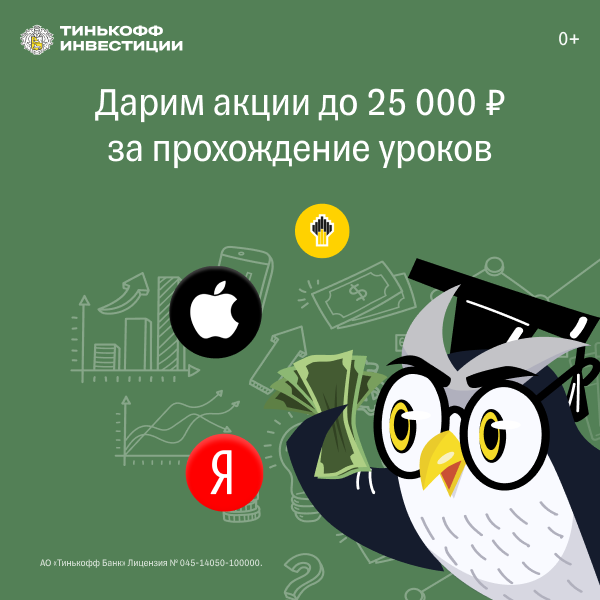 ТИНЬКОФФ
ИНВЕСТИЦИИ
0+
Дарим акции до 25 000 ₽
за прохождение уроков
Я
АО «Тинькофф Банк» Лицензия № 045-14050-100000.